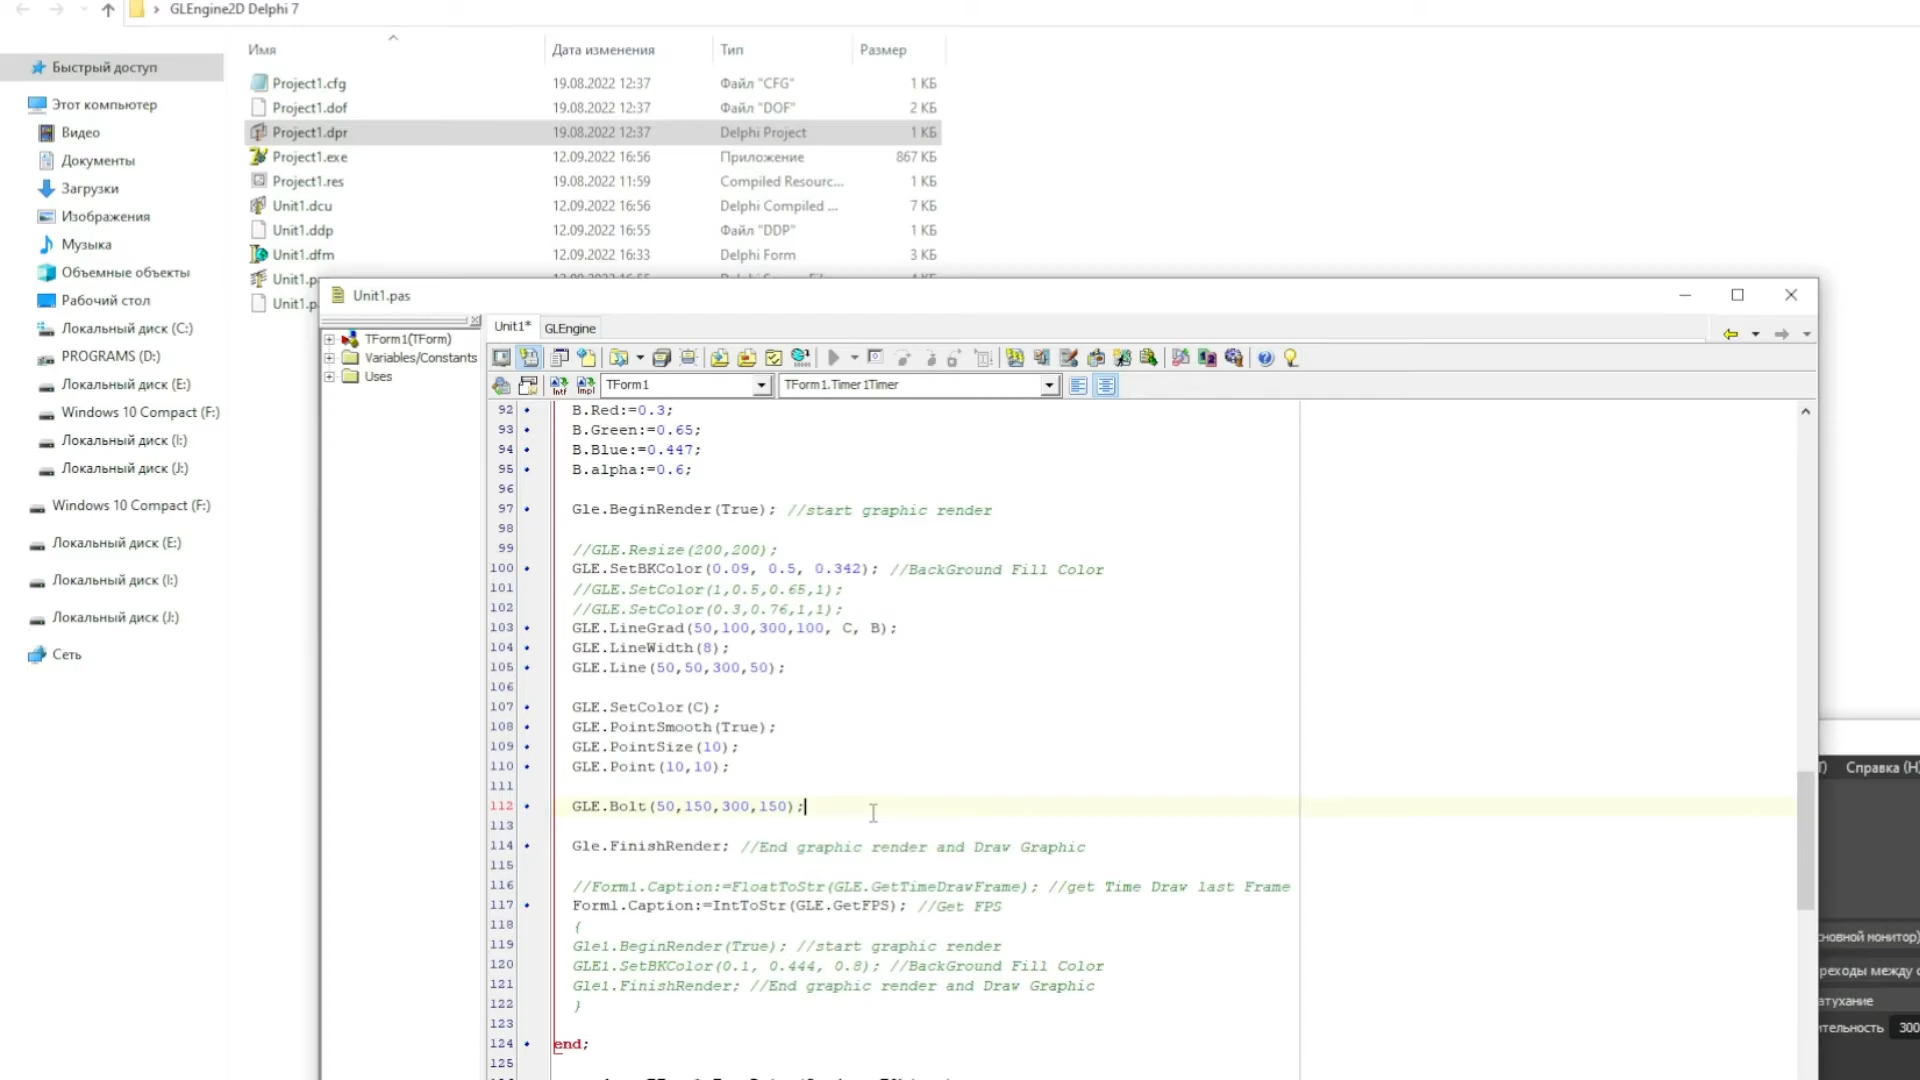 GLEngine2D Delphi 7
Имя Дата изменения Тип Размер
Быстрый доступ
Этот компьютер
Видео
Документы
Загрузки
Изображения
Музыка
Объемные объекты
Рабочий стол
Локальный диск (C:)
PROGRAMS (D:)
Локальный диск (E:)
Windows 10 Compact (F:)
Локальный диск (I:)
Локальный диск (J:)
Windows 10 Compact (F:)
Локальный диск (E:)
Локальный диск (I:)
Локальный диск (J:)
Сеть
Project1.cfg 19.08.2022 12:37 Файл "CFG" 1 КБ
Project1.dof 19.08.2022 12:37 Файл "DOF" 2 КБ
Project1.dpr 19.08.2022 12:37 Delphi Project 1 КБ
Project1.exe 12.09.2022 16:56 Приложение 867 КБ
Project1.res 19.08.2022 11:59 Compiled Resourc... 1 КБ
Unit1.dcu 12.09.2022 16:56 Delphi Compiled ... 7 КБ
Unit1.ddp 12.09.2022 16:55 Файл "DDP" 1 КБ
Unit1.dfm 12.09.2022 16:33 Delphi Form 3 КБ
Unit1.p
Unit1.p
Unit1.pas
TForm1(TForm)
Variables/Constants
Uses
Unit1* GLEngine
TForm1 TForm1.Timer1Timer
92 B.Red:=0.3;
93 B.Green:=0.65;
94 B.Blue:=0.447;
95 B.alpha:=0.6;
96
97 Gle.BeginRender(True); //start graphic render
98
99 //GLE.Resize(200,200);
100 GLE.SetBKColor(0.09, 0.5, 0.342); //BackGround Fill Color
101 //GLE.SetColor(1,0.5,0.65,1);
102 //GLE.SetColor(0.3,0.76,1,1);
103 GLE.LineGrad(50,100,300,100, C, B);
104 GLE.LineWidth(8);
105 GLE.Line(50,50,300,50);
106
107 GLE.SetColor(C);
108 GLE.PointSmooth(True);
109 GLE.PointSize(10);
110 GLE.Point(10,10);
111
112 GLE.Bolt(50,150,300,150);
113
114 Gle.FinishRender; //End graphic render and Draw Graphic
115
116 //Form1.Caption:=FloatToStr(GLE.GetTimeDrawFrame); //get Time Draw last Frame
117 Form1.Caption:=IntToStr(GLE.GetFPS); //Get FPS
118 {
119 Gle1.BeginRender(True); //start graphic render
120 GLE1.SetBKColor(0.1, 0.444, 0.8); //BackGround Fill Color
121 Gle1.FinishRender; //End graphic render and Draw Graphic
122 }
123
124 end;
125
Справка (H
сновной монитор)
реходы между с
атухание
ительность 300